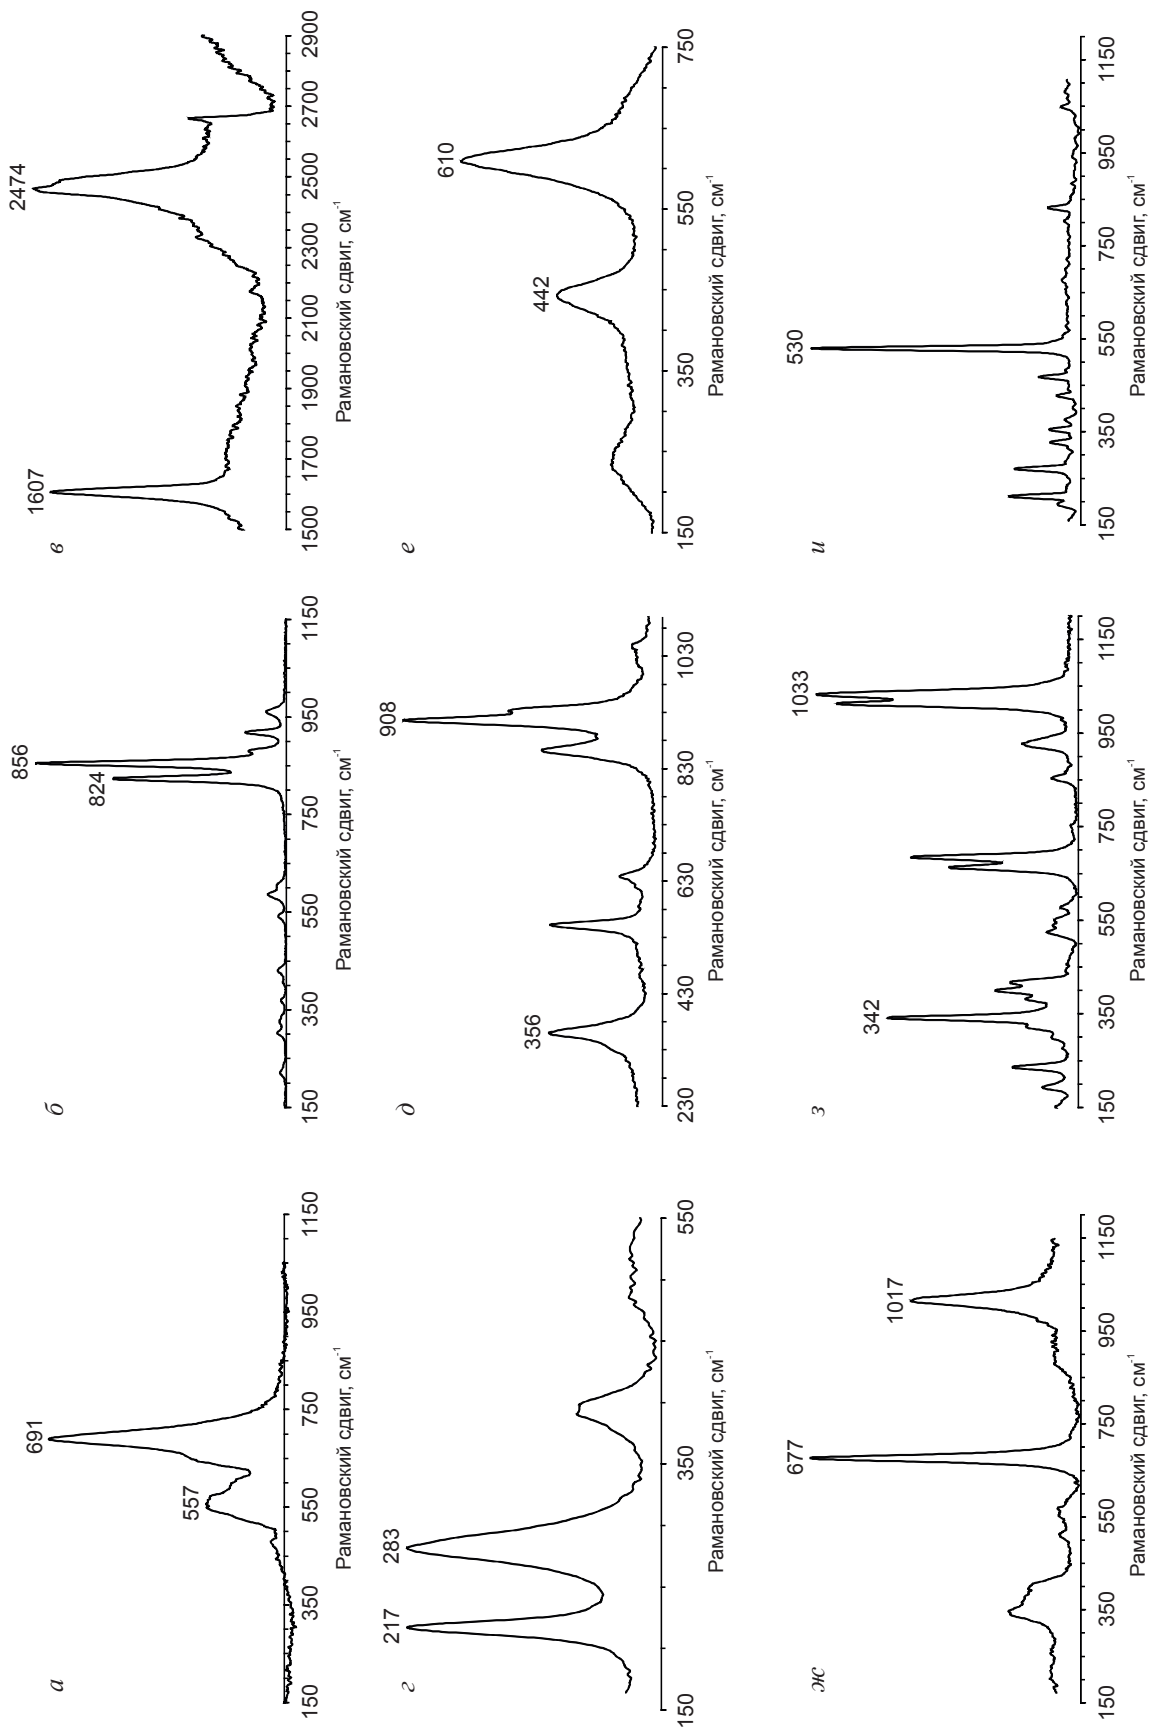 а
691
557
150 350 550 750 950 1150
Рамановский сдвиг, см-1
б
856
824
150 350 550 750 950 1150
Рамановский сдвиг, см-1
в
2474
1607
1500 1700 1900 2100 2300 2500 2700 2900
Рамановский сдвиг, см-1
г
217
283
150 350 550
Рамановский сдвиг, см-1
д
908
356
230 430 630 830 1030
Рамановский сдвиг, см-1
е
610
442
150 350 550 750
Рамановский сдвиг, см-1
ж
677
1017
150 350 550 750 950 1150
Рамановский сдвиг, см-1
з
1033
342
150 350 550 750 950 1150
Рамановский сдвиг, см-1
и
530
150 350 550 750 950 1150
Рамановский сдвиг, см-1